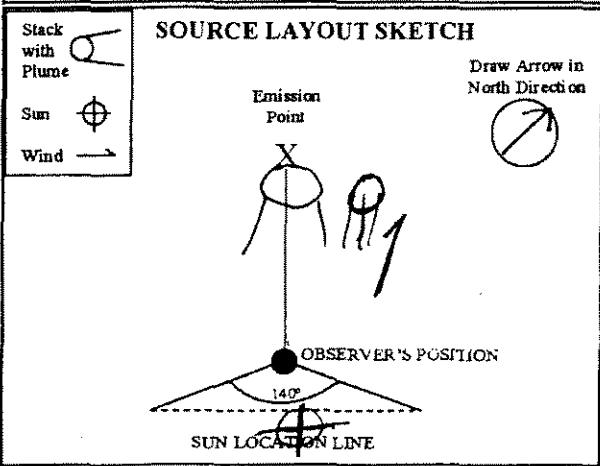 Stack
with
Plume
Sun
Wind
SOURCE LAYOUT SKETCH
Draw Arrow in
North Direction
Emission
Point
X
OBSERVER'S POSITION
140°
SUN LOCATION LINE